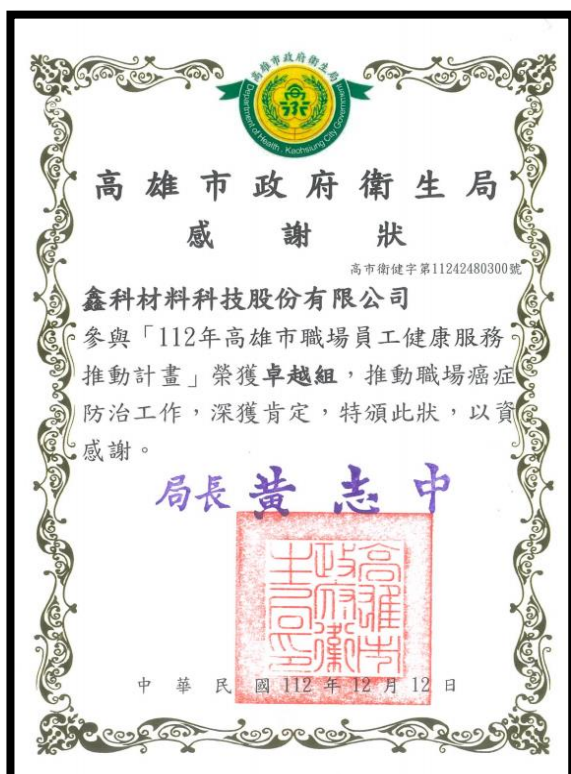 高雄市政府衛生局
Department of Health, Kaohsiung City Government
高雄市政府衛生局
感謝狀
高市衛健字第11242480300號
鑫科材料科技股份有限公司
參與「112年高雄市職場員工健康服務
推動計畫」榮獲卓越組，推動職場癌症
防治工作，深獲肯定，特頒此狀，以資
感謝。
局長 黃志中
高雄市
政府衛
生局印
中華民國112年12月12日